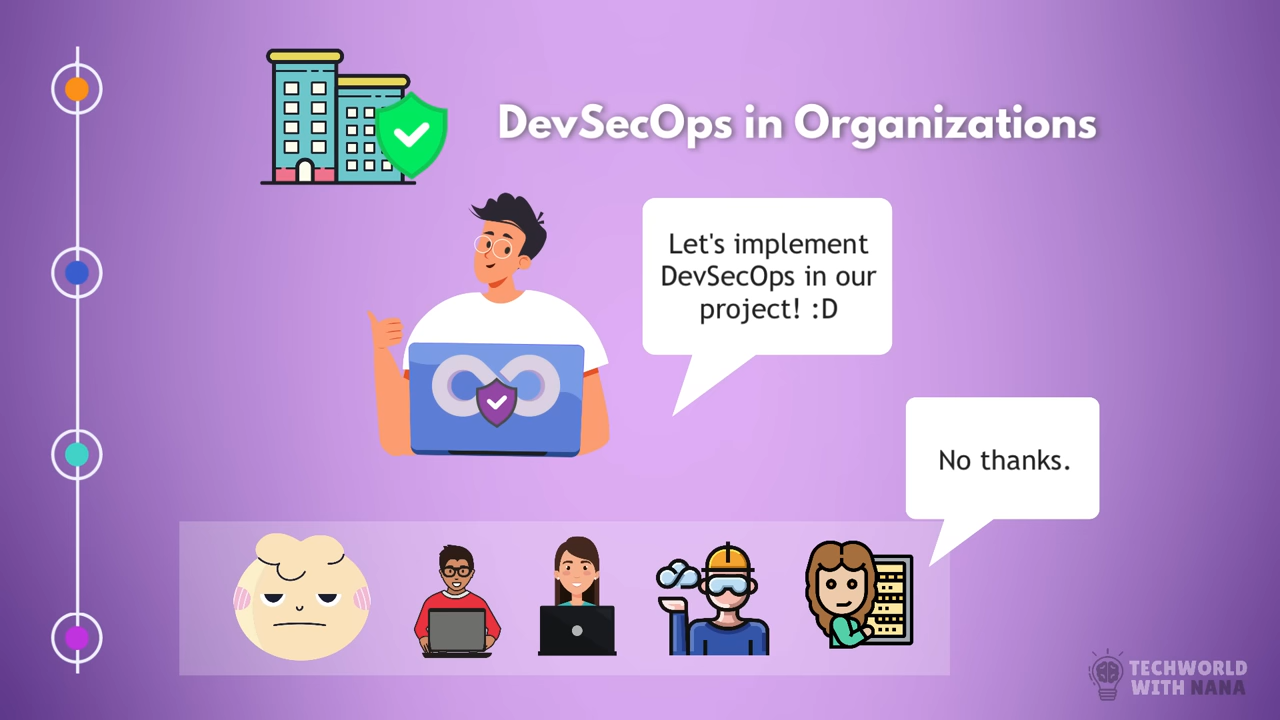 DevSecOps in Organizations
Let's implement
DevSecOps in our
project! :D
No thanks.
TECHWORLD
WITH NANA